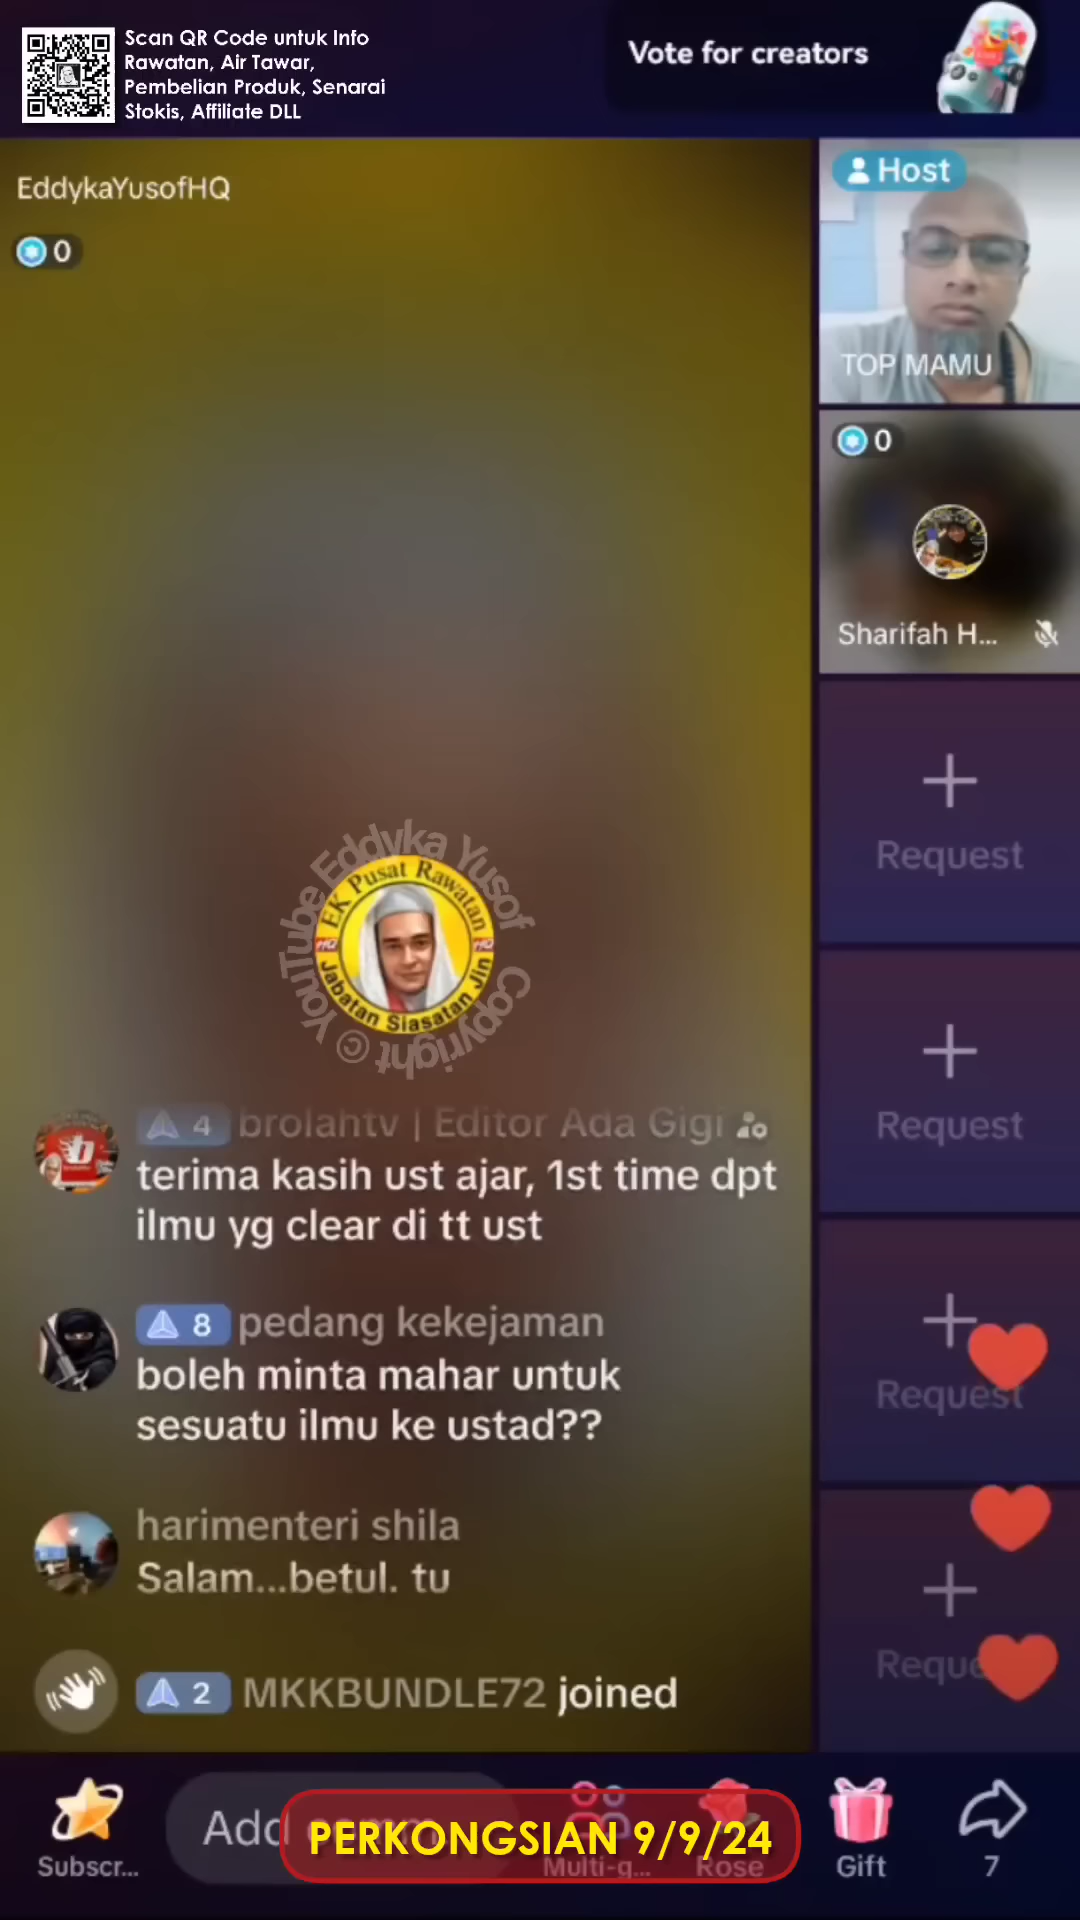 Scan QR Code untuk Info
Rawatan, Air Tawar,
Pembelian Produk, Senarai
Stokis, Affiliate DLL
Vote for creators
EddykaYusofHQ
0
Host
TOP MAMU
0
Sharifah H...
Request
Request
Request
Reque
YouTube Eddyka Yusof
Copyright ©
EK Pusat Rawatan
HQ
HQ
Jabatan Siasatan Jin
4 brolahtv | Editor Ada Gigi
terima kasih ust ajar, 1st time dpt
ilmu yg clear di tt ust
8 pedang kekejaman
boleh minta mahar untuk
sesuatu ilmu ke ustad??
harimenteri shila
Salam...betul. tu
2 MKKBUNDLE72 joined
Subscr...
Add comm
PERKONGSIAN 9/9/24
Multi-g...
Rose
Gift
7